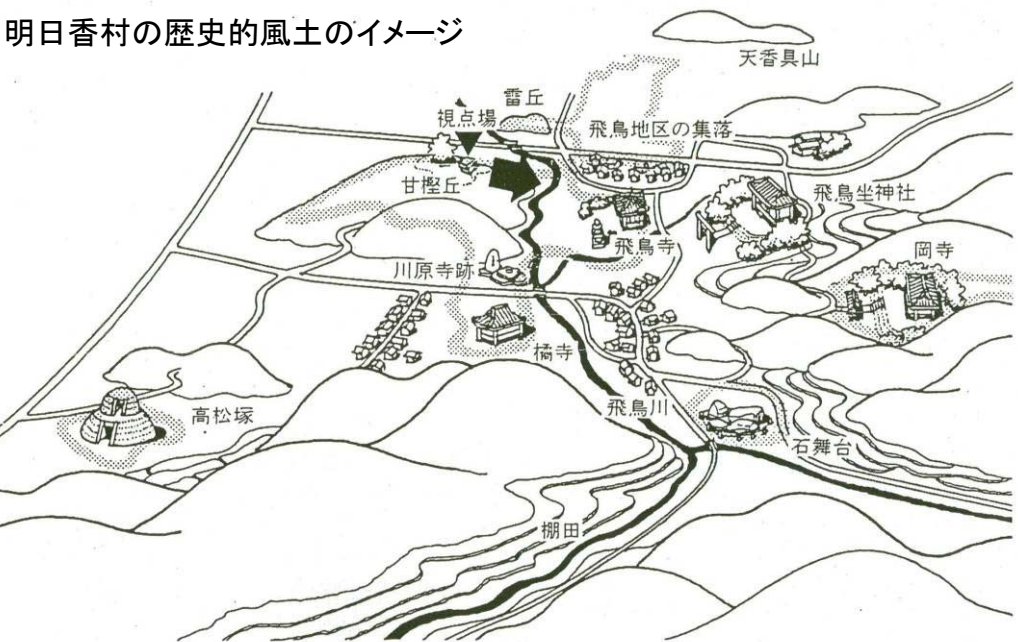 明日香村の歴史的風土のイメージ
天香具山
雷丘
視点場
飛鳥地区の集落
甘樫丘
飛鳥坐神社
飛鳥寺
岡寺
川原寺跡
橘寺
飛鳥川
高松塚
石舞台
棚田